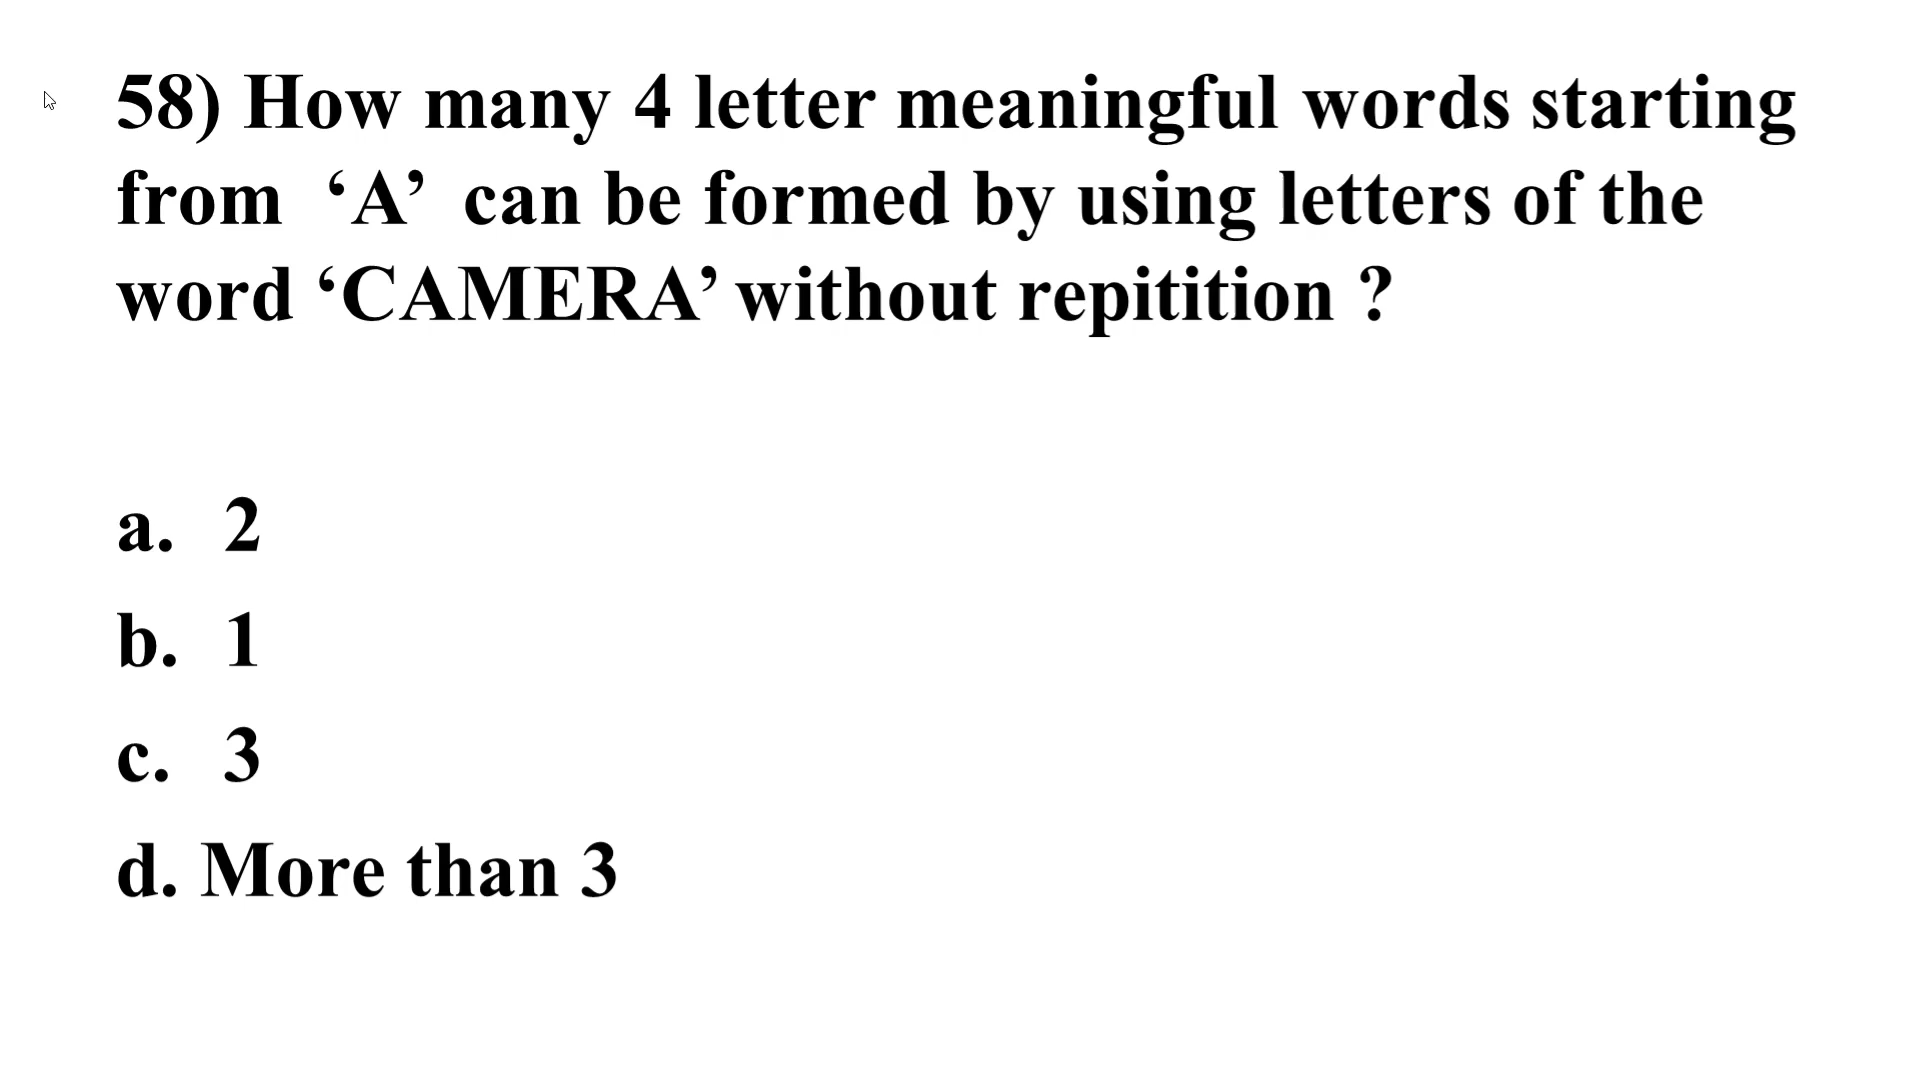 58) How many 4 letter meaningful words starting
from ‘A’ can be formed by using letters of the
word ‘CAMERA’ without repitition ?
a. 2
b. 1
c. 3
d. More than 3